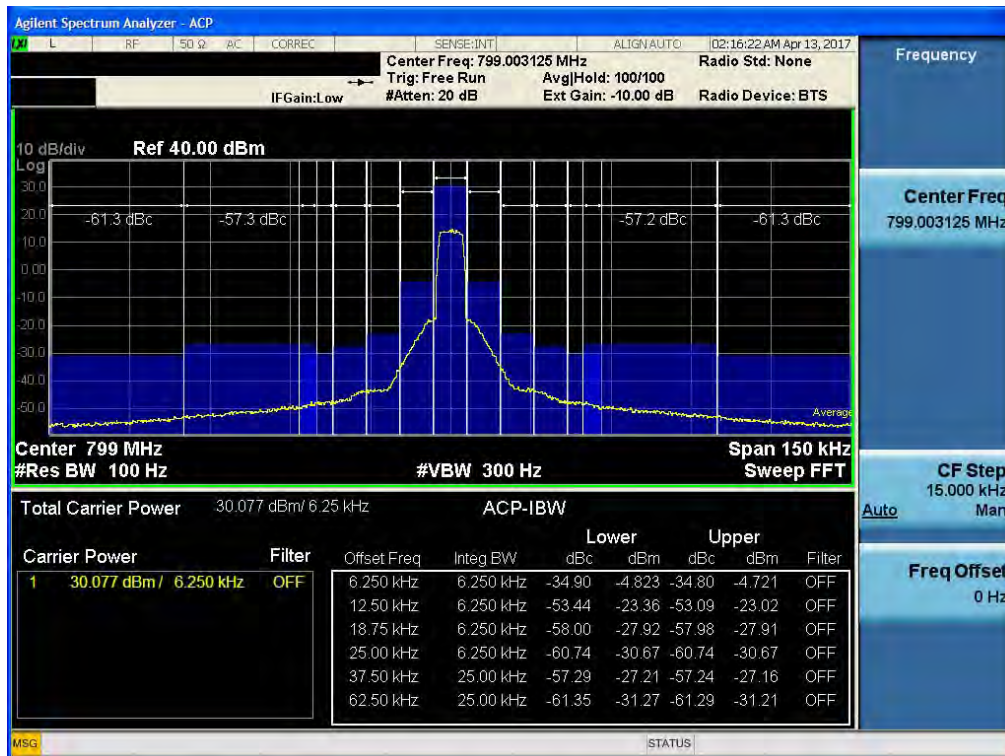 Agilent Spectrum Analyzer - ACP
LXI L RF 50 Ω AC CORREC SENSE:INT ALIGN AUTO 02:16:22 AM Apr 13, 2017
Center Freq: 799.003125 MHz Radio Std: None
Trig: Free Run Avg|Hold: 100/100
IFGain:Low #Atten: 20 dB Ext Gain: -10.00 dB Radio Device: BTS
10 dB/div Ref 40.00 dBm
Log
30.0
20.0
10.0
0.00
-10.0
-20.0
-30.0
-40.0
-50.0
-61.3 dBc -57.3 dBc -57.2 dBc -61.3 dBc
Average
Center 799 MHz Span 150 kHz
#Res BW 100 Hz #VBW 300 Hz Sweep FFT
Total Carrier Power 30.077 dBm/ 6.25 kHz ACP-IBW
Lower Upper
Carrier Power Filter Offset Freq Integ BW dBc dBm dBc dBm Filter
1 30.077 dBm / 6.250 kHz OFF
6.250 kHz 6.250 kHz -34.90 -4.823 -34.80 -4.721 OFF
12.50 kHz 6.250 kHz -53.44 -23.36 -53.09 -23.02 OFF
18.75 kHz 6.250 kHz -58.00 -27.92 -57.98 -27.91 OFF
25.00 kHz 6.250 kHz -60.74 -30.67 -60.74 -30.67 OFF
37.50 kHz 25.00 kHz -57.29 -27.21 -57.24 -27.16 OFF
62.50 kHz 25.00 kHz -61.35 -31.27 -61.29 -31.21 OFF
MSG STATUS
Frequency
Center Freq
799.003125 MHz
CF Step
15.000 kHz
Auto Man
Freq Offset
0 Hz